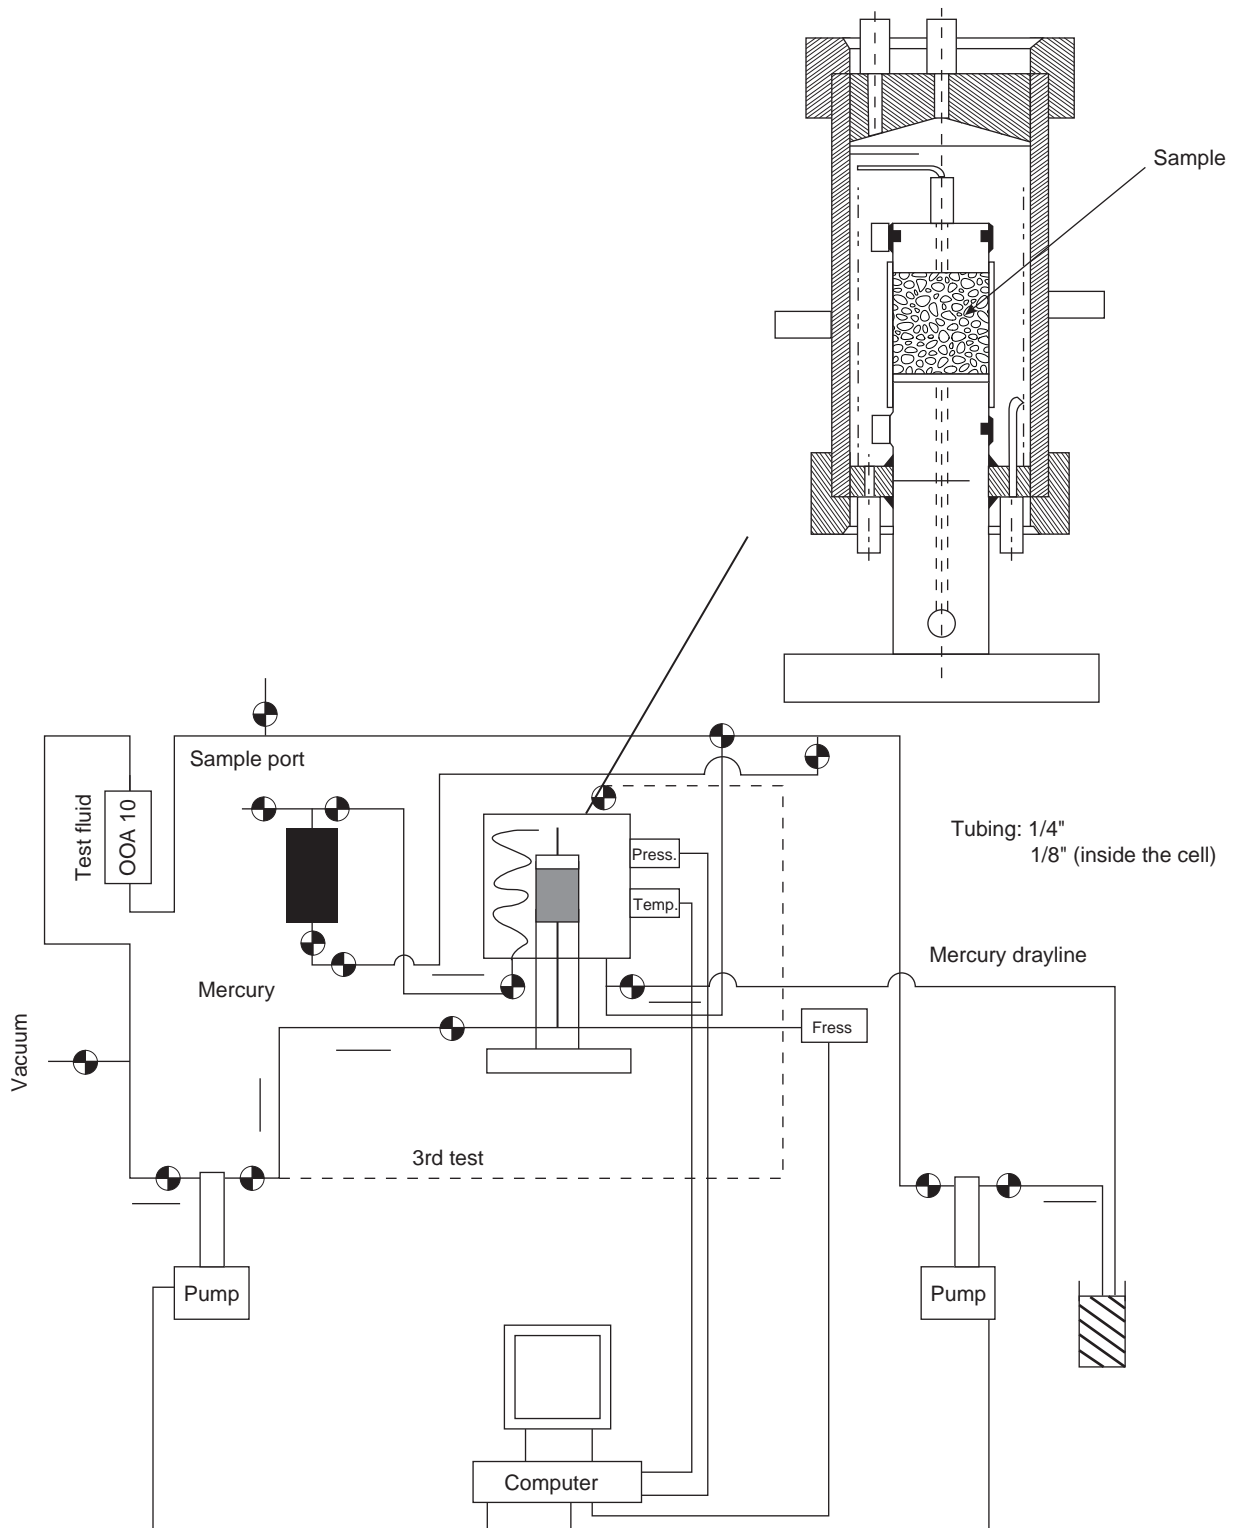 Sample
Sample port
Test fluid
OOA 10
Press.
Temp.
Tubing: 1/4"
1/8" (inside the cell)
Mercury drayline
Mercury
Fress
Vacuum
3rd test
Pump
Pump
Computer